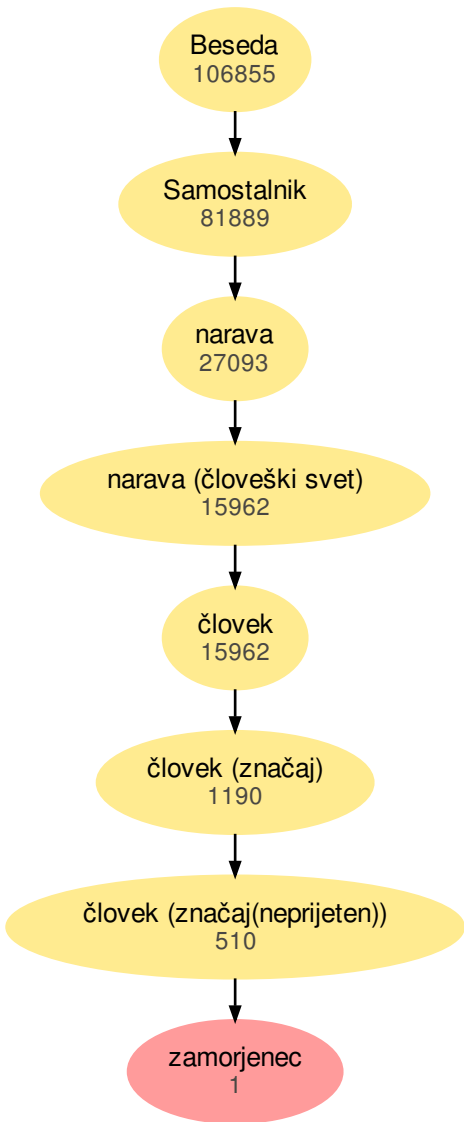 Beseda
106855
Samostalnik
81889
narava
27093
narava (človeški svet)
15962
človek
15962
človek (značaj)
1190
človek (značaj(neprijeten))
510
zamorjenec
1